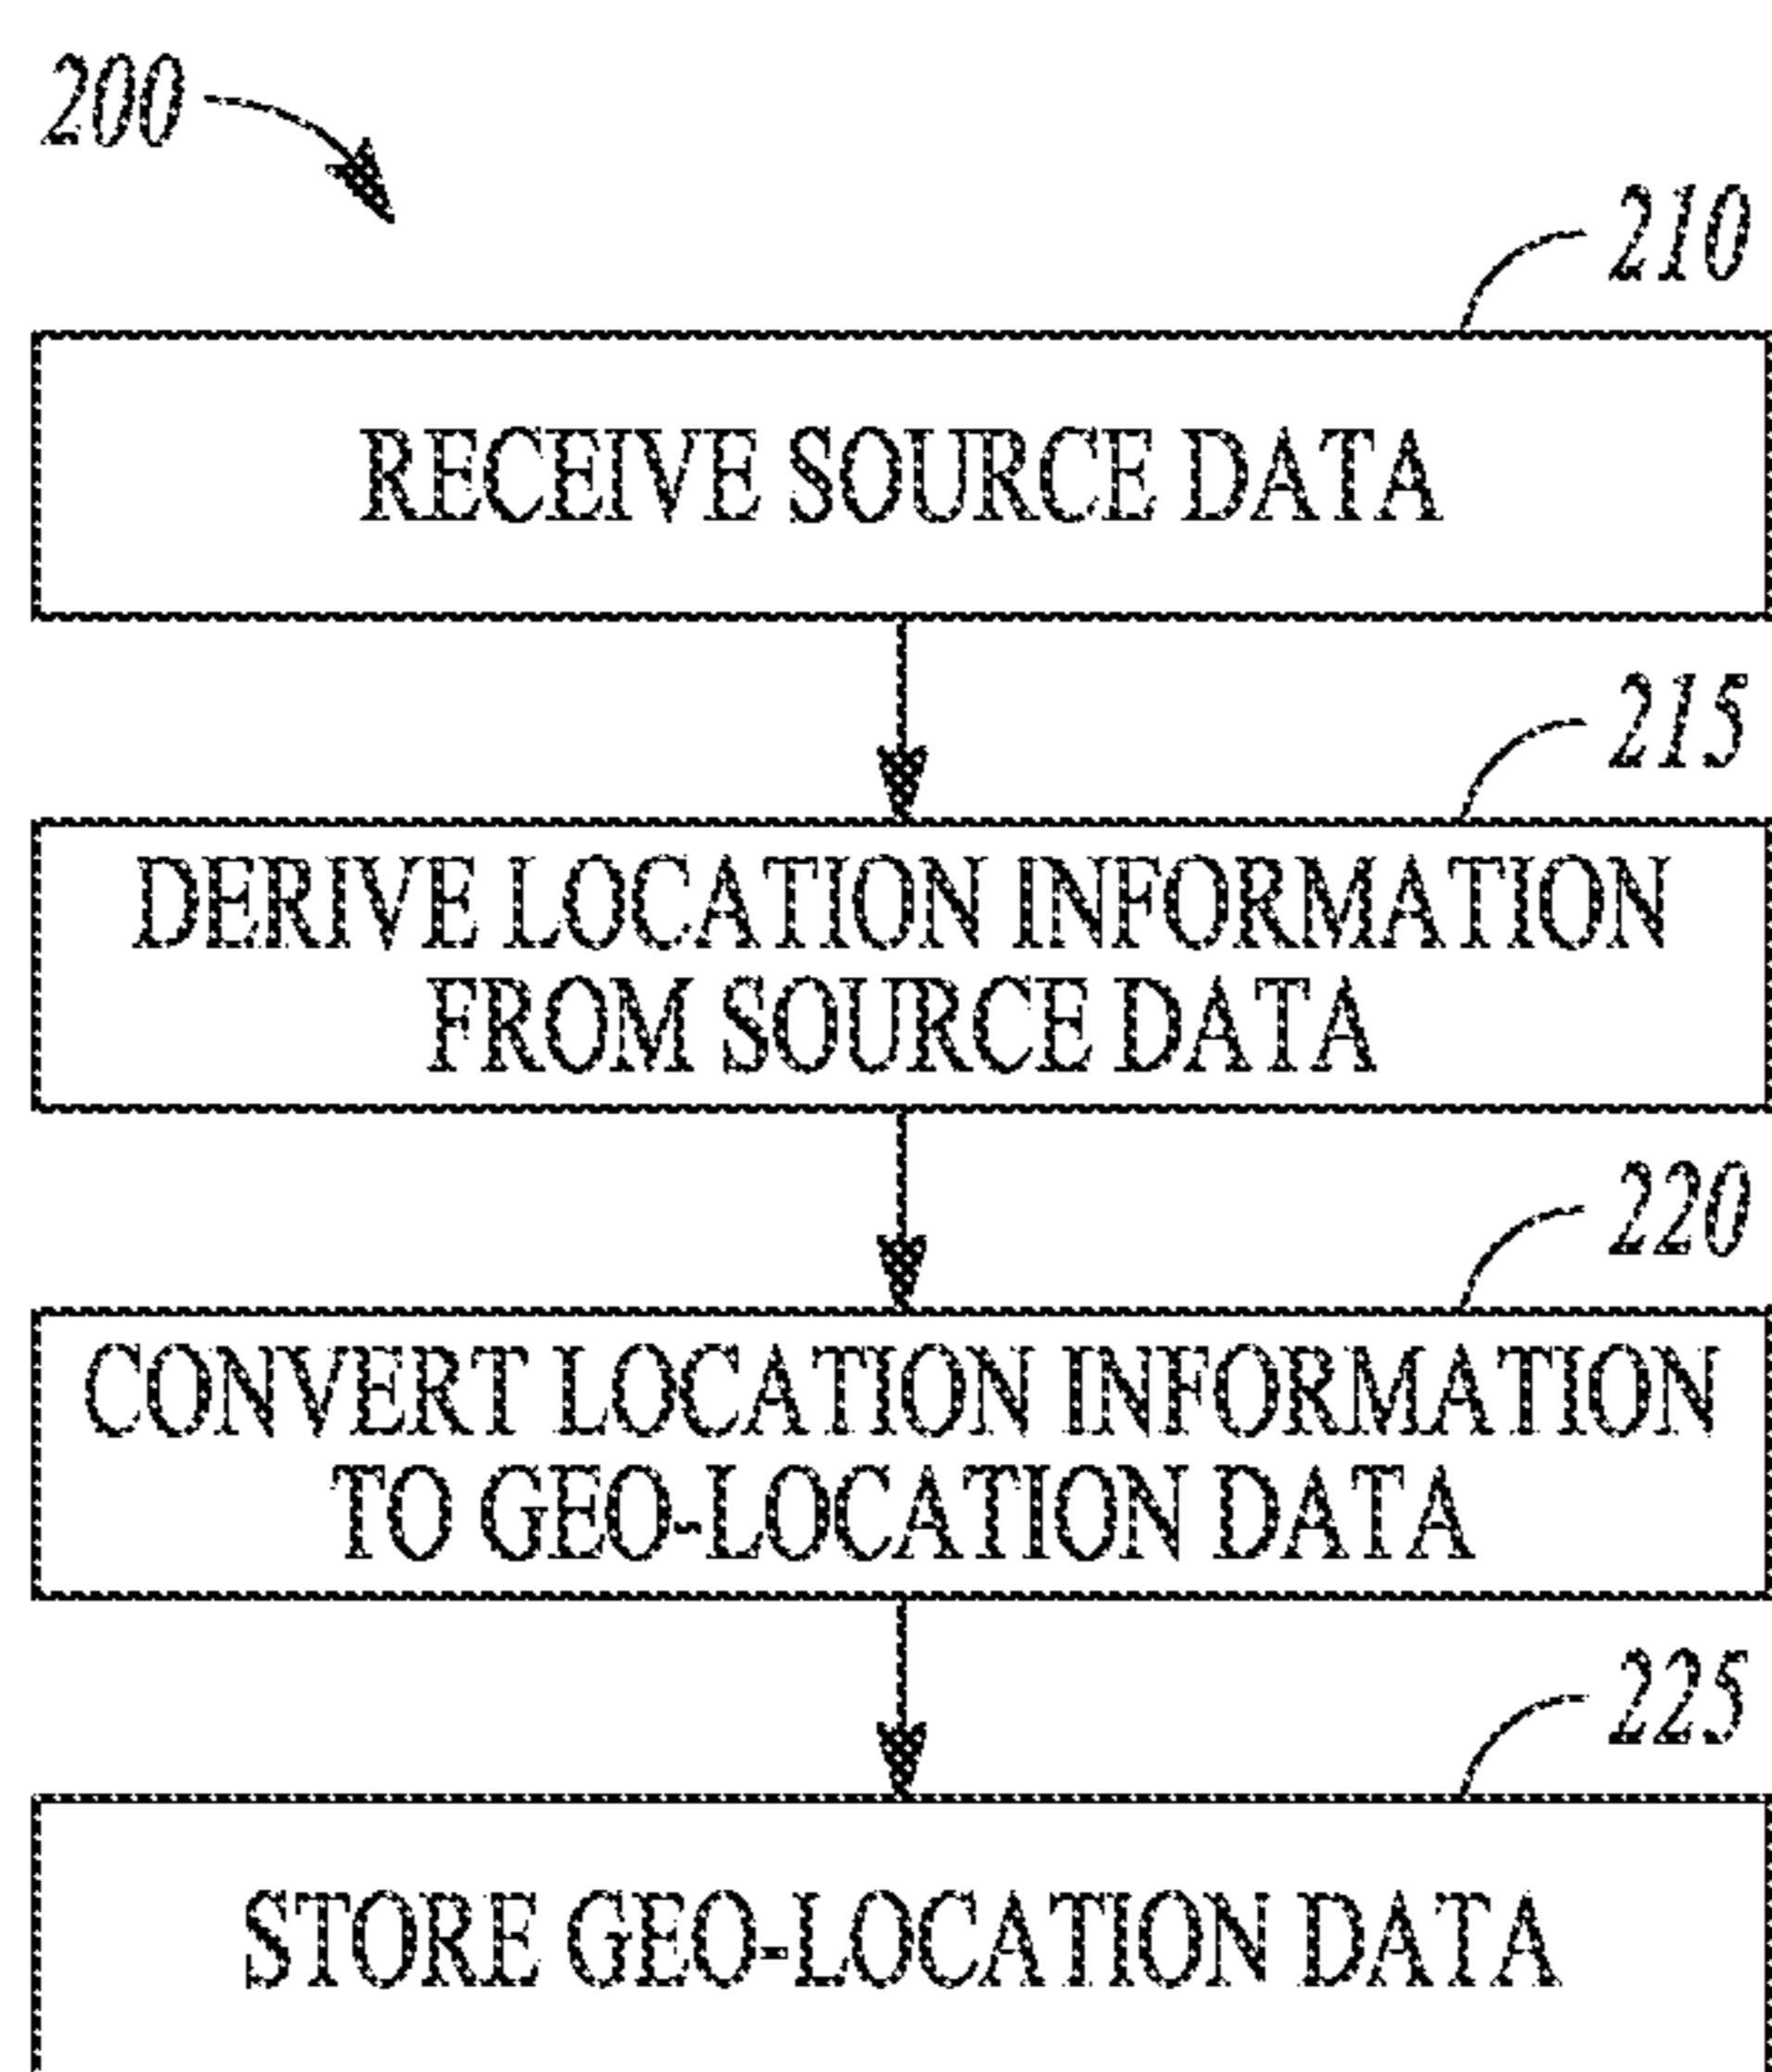 200
210
RECEIVE SOURCE DATA
215
DERIVE LOCATION INFORMATION
FROM SOURCE DATA
220
CONVERT LOCATION INFORMATION
TO GEO-LOCATION DATA
225
STORE GEO-LOCATION DATA